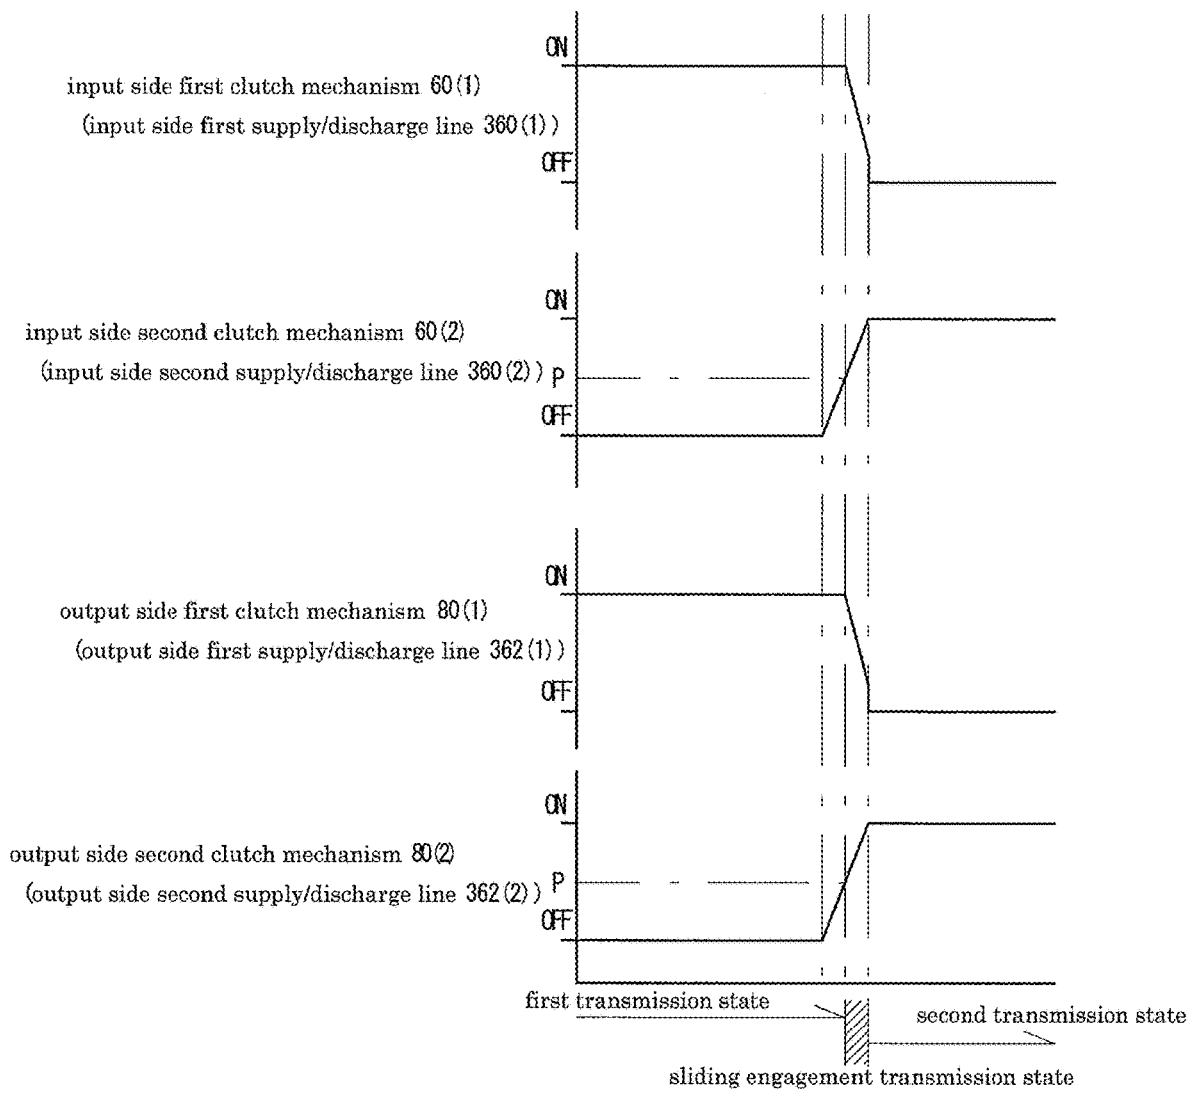 ON
input side first clutch mechanism 60(1)
(input side first supply/discharge line 360(1))
OFF
ON
input side second clutch mechanism 60(2)
(input side second supply/discharge line 360(2)) P
OFF
ON
output side first clutch mechanism 80(1)
(output side first supply/discharge line 362(1))
OFF
ON
output side second clutch mechanism 80(2)
(output side second supply/discharge line 362(2)) P
OFF
first transmission state
second transmission state
sliding engagement transmission state